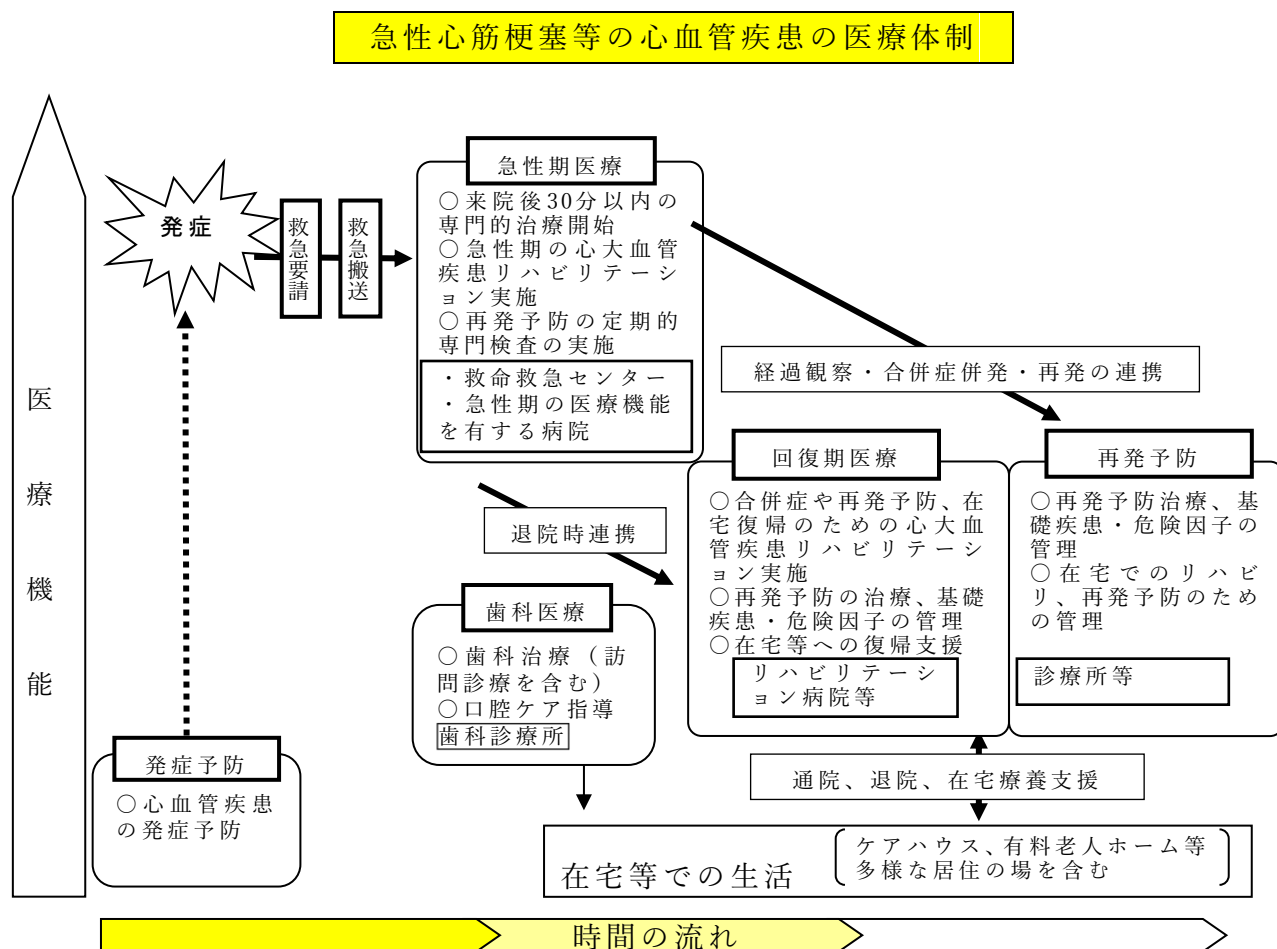 急性心筋梗塞等の心血管疾患の医療体制
医療機能
発症
救急要請
救急搬送
急性期医療
○来院後30分以内の
専門的治療開始
○急性期の心大血管
疾患リハビリテーシ
ョン実施
○再発予防の定期的
専門検査の実施
・救命救急センター
・急性期の医療機能
を有する病院
経過観察・合併症併発・再発の連携
退院時連携
回復期医療
○合併症や再発予防、在
宅復帰のための心大血
管疾患リハビリテーシ
ョン実施
○再発予防の治療、基礎
疾患・危険因子の管理
○在宅等への復帰支援
リハビリテーシ
ョン病院等
再発予防
○再発予防治療、基
礎疾患・危険因子の
管理
○在宅でのリハビ
リ、再発予防のため
の管理
診療所等
歯科医療
○歯科治療（訪
問診療を含む）
○口腔ケア指導
歯科診療所
発症予防
○心血管疾患
の発症予防
通院、退院、在宅療養支援
在宅等での生活
ケアハウス、有料老人ホーム等
多様な居住の場を含む
時間の流れ